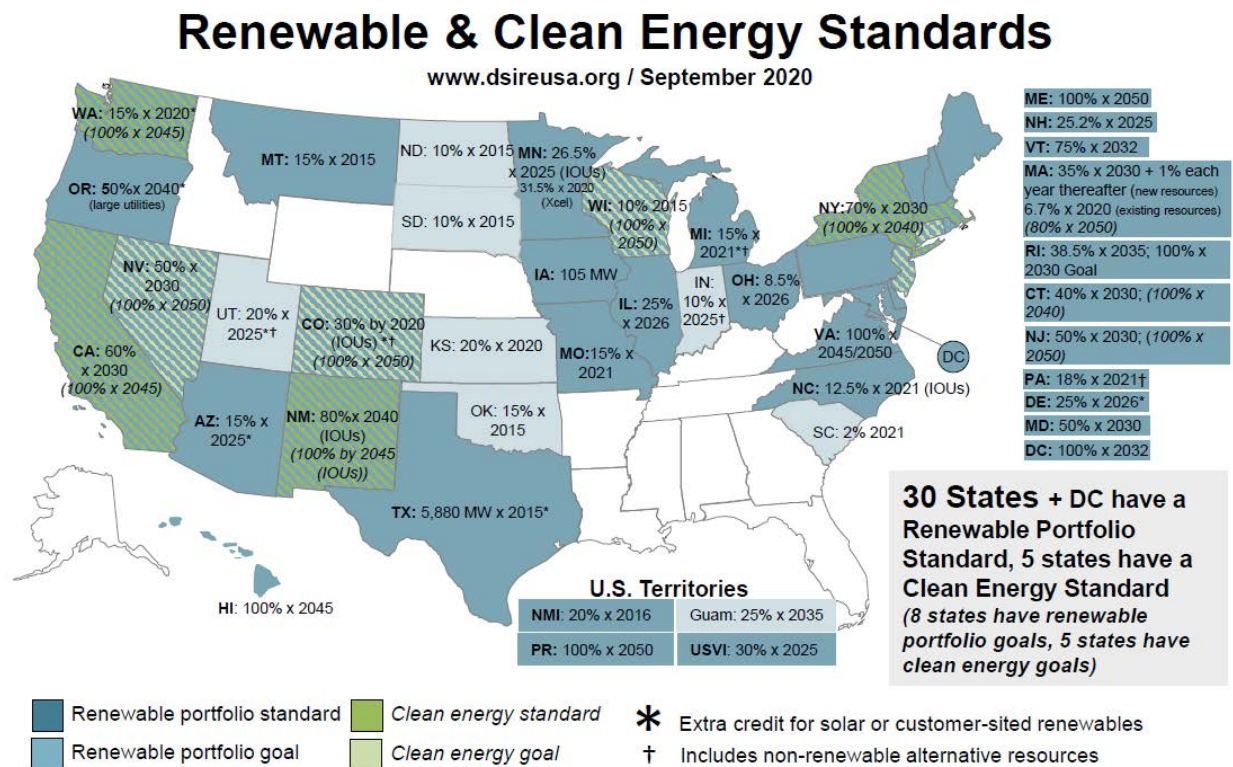 Renewable & Clean Energy Standards
www.dsireusa.org / September 2020
WA: 15% x 2020*
(100% x 2045)
OR: 50% x 2040*
(large utilities)
CA: 60%
x 2030
(100% x 2045)
NV: 50% x
2030
(100% x 2050)
MT: 15% x 2015
UT: 20% x
2025*†
AZ: 15% x
2025*
CO: 30% by 2020
(IOUs) *†
(100% x 2050)
NM: 80% x 2040
(IOUs)
(100% by 2045
(IOUs))
ND: 10% x 2015
SD: 10% x 2015
KS: 20% x 2020
OK: 15% x
2015
TX: 5,880 MW x 2015*
MN: 26.5%
x 2025 (IOUs)
31.5% x 2020
(Xcel)
IA: 105 MW
MO:15% x
2021
WI: 10% 2015
(100% x
2050)
IL: 25%
x 2026
MI: 15% x
2021*†
IN:
10% x
2025†
OH: 8.5%
x 2026
NY:70% x 2030
(100% x 2040)
VA: 100% x
2045/2050
DC
NC: 12.5% x 2021 (IOUs)
SC: 2% 2021
HI: 100% x 2045
ME: 100% x 2050
NH: 25.2% x 2025
VT: 75% x 2032
MA: 35% x 2030 + 1% each
year thereafter (new resources)
6.7% x 2020 (existing resources)
(80% x 2050)
RI: 38.5% x 2035; 100% x
2030 Goal
CT: 40% x 2030; (100% x
2040)
NJ: 50% x 2030; (100% x
2050)
PA: 18% x 2021†
DE: 25% x 2026*
MD: 50% x 2030
DC: 100% x 2032
30 States + DC have a
Renewable Portfolio
Standard, 5 states have a
Clean Energy Standard
(8 states have renewable
portfolio goals, 5 states have
clean energy goals)
U.S. Territories
NMI: 20% x 2016
Guam: 25% x 2035
PR: 100% x 2050
USVI: 30% x 2025
Renewable portfolio standard
Renewable portfolio goal
Clean energy standard
Clean energy goal
* Extra credit for solar or customer-sited renewables
† Includes non-renewable alternative resources